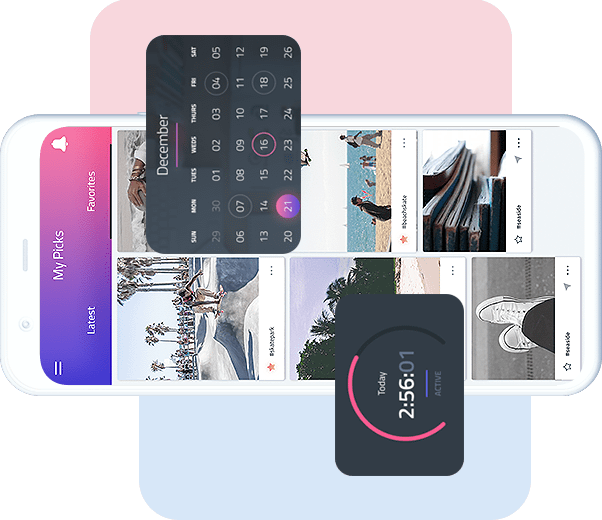 My Picks
Latest Favorites
December
SUN MON TUES WEDS THURS FRI SAT
29 30 01 02 03 04 05
06 07 08 09 10 11 12
13 14 15 16 17 18 19
20 21 22 23 24 25 26
#skatepark
#beachskate
#seaside
#seaside
Today
2:56:01
ACTIVE